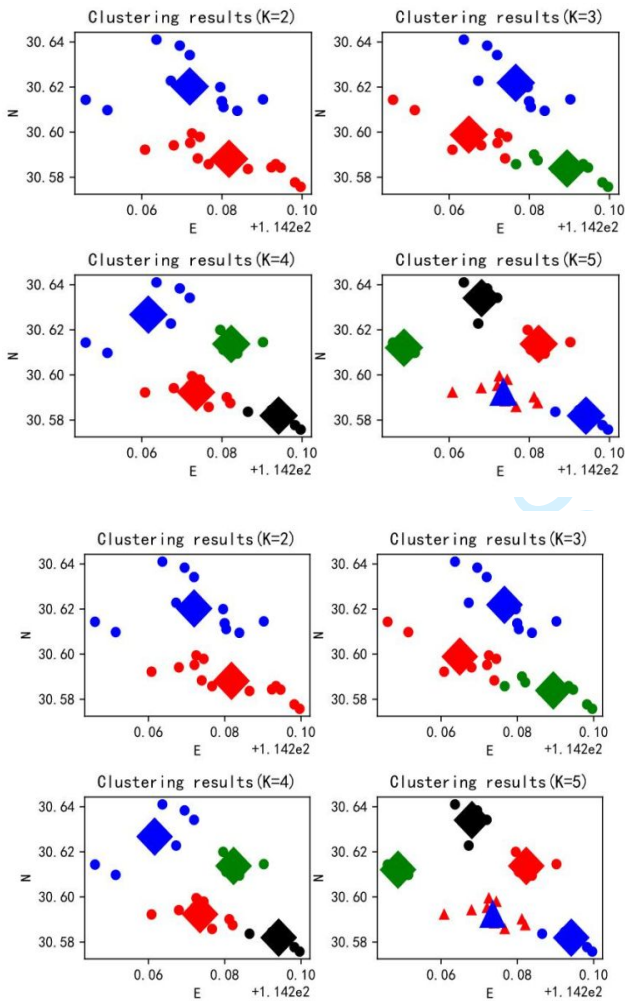 Clustering results(K=2)
30.64
30.62
30.60
30.58
N
0.06 0.08 0.10
E +1.142e2
Clustering results(K=3)
30.64
30.62
30.60
30.58
N
0.06 0.08 0.10
E +1.142e2
Clustering results(K=4)
30.64
30.62
30.60
30.58
N
0.06 0.08 0.10
E +1.142e2
Clustering results(K=5)
30.64
30.62
30.60
30.58
N
0.06 0.08 0.10
E +1.142e2
Clustering results(K=2)
30.64
30.62
30.60
30.58
N
0.06 0.08 0.10
E +1.142e2
Clustering results(K=3)
30.64
30.62
30.60
30.58
N
0.06 0.08 0.10
E +1.142e2
Clustering results(K=4)
30.64
30.62
30.60
30.58
N
0.06 0.08 0.10
E +1.142e2
Clustering results(K=5)
30.64
30.62
30.60
30.58
N
0.06 0.08 0.10
E +1.142e2